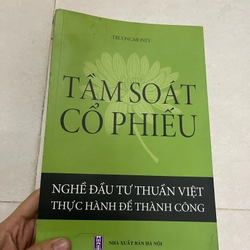 TRUONGMONEY
TẦM SOÁT
CỔ PHIẾU
NGHỀ ĐẦU TƯ THUẦN VIỆT
THỰC HÀNH ĐỂ THÀNH CÔNG
NHÀ XUẤT BẢN HÀ NỘI